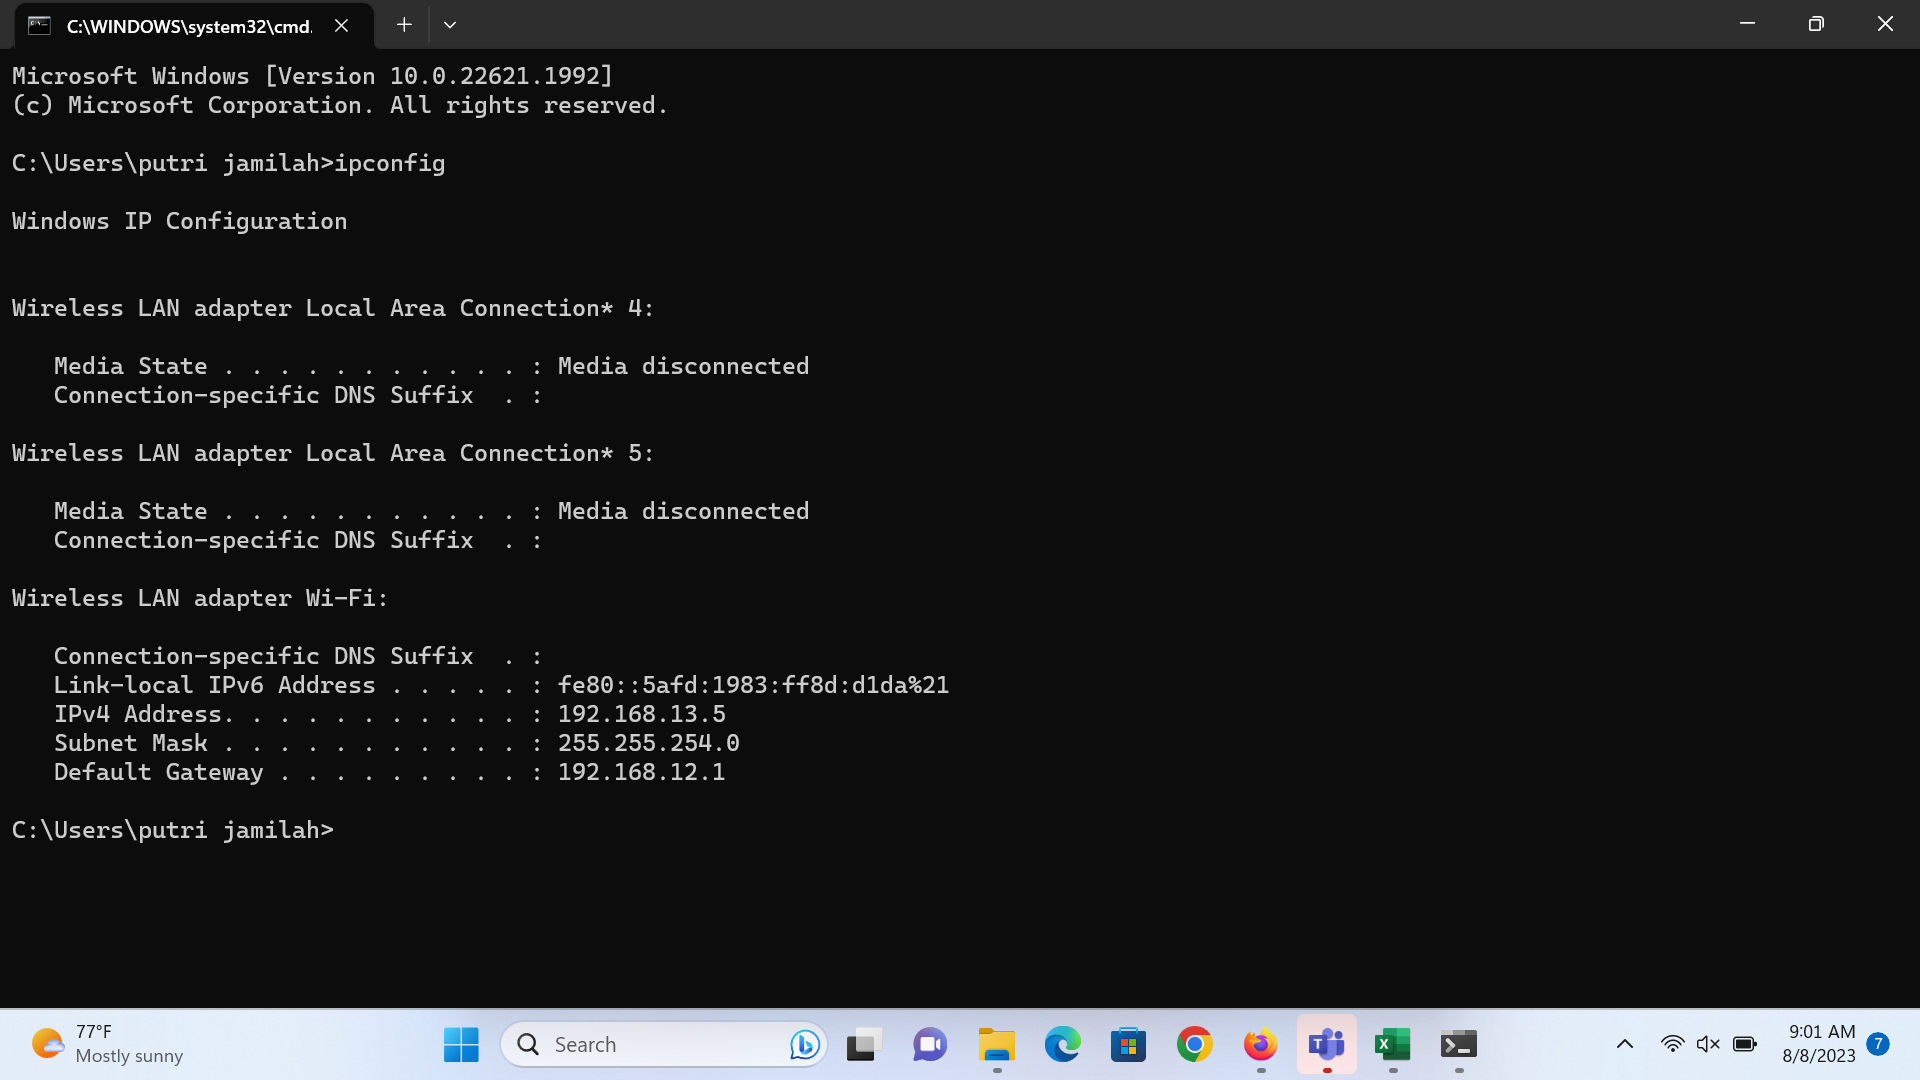 C:\WINDOWS\system32\cmd.
Microsoft Windows [Version 10.0.22621.1992]
(c) Microsoft Corporation. All rights reserved.
C:\Users\putri jamilah>ipconfig
Windows IP Configuration
Wireless LAN adapter Local Area Connection* 4:
Media State . . . . . . . . . . . : Media disconnected
Connection-specific DNS Suffix  . :
Wireless LAN adapter Local Area Connection* 5:
Media State . . . . . . . . . . . : Media disconnected
Connection-specific DNS Suffix  . :
Wireless LAN adapter Wi-Fi:
Connection-specific DNS Suffix  . :
Link-local IPv6 Address . . . . . : fe80::5afd:1983:ff8d:d1da%21
IPv4 Address. . . . . . . . . . . : 192.168.13.5
Subnet Mask . . . . . . . . . . . : 255.255.254.0
Default Gateway . . . . . . . . . : 192.168.12.1
C:\Users\putri jamilah>
77°F
Mostly sunny
Search
9:01 AM
8/8/2023
7